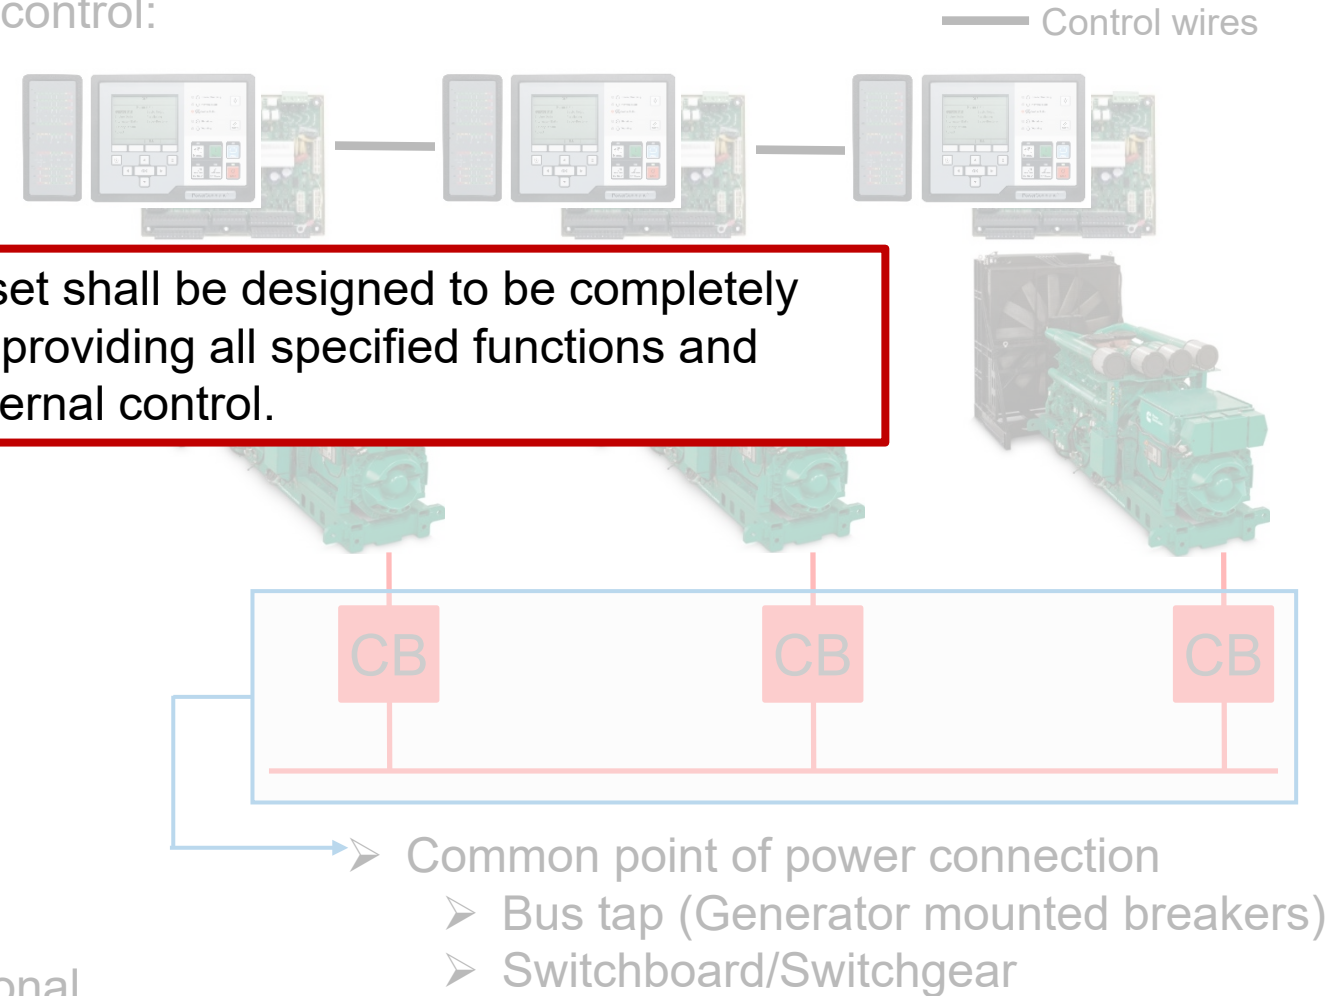 control:
Control wires
set shall be designed to be completely
providing all specified functions and
ernal control.
CB
CB
CB
➢ Common point of power connection
➢ Bus tap (Generator mounted breakers)
➢ Switchboard/Switchgear
onal